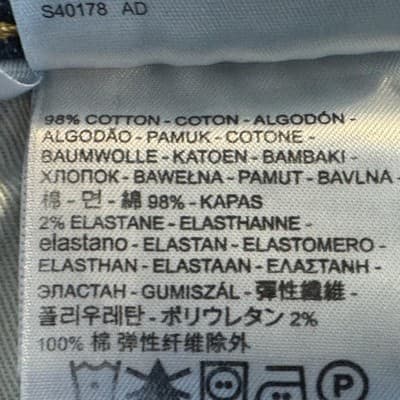 S40178 AD
98% COTTON - COTON - ALGODÓN -
ALGODÃO - PAMUK - COTONE -
BAUMWOLLE - KATOEN - BAMBAKI -
ХЛОПОК - BAWEŁNA - PAMUT - BAVLNA -
棉 - 면 - 綿 98% - KAPAS
2% ELASTANE - ELASTHANNE -
elastano - ELASTAN - ELASTOMERO -
ELASTHAN - ELASTAAN - ΕΛΑΣΤΑΝΗ -
ЭЛАСТАН - GUMISZÁL - 彈性纖維 -
폴리우레탄 - ポリウレタン 2%
100% 棉 弹性纤维除外
P